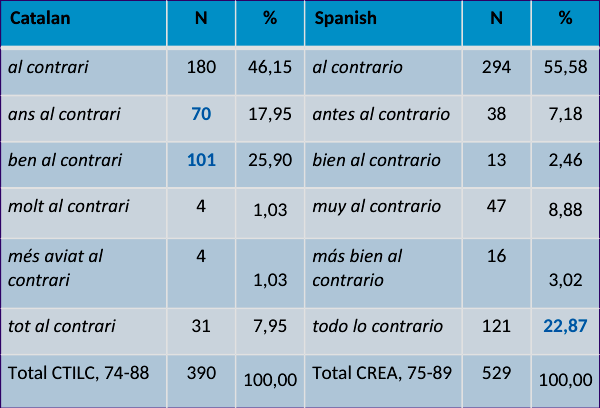 Catalan N % Spanish N %
al contrari 180 46,15 al contrario 294 55,58
ans al contrari 70 17,95 antes al contrario 38 7,18
ben al contrari 101 25,90 bien al contrario 13 2,46
molt al contrari 4 1,03 muy al contrario 47 8,88
més aviat al 4 más bien al 16
contrari 1,03 contrario 3,02
tot al contrari 31 7,95 todo lo contrario 121 22,87
Total CTILC, 74-88 390 100,00 Total CREA, 75-89 529 100,00